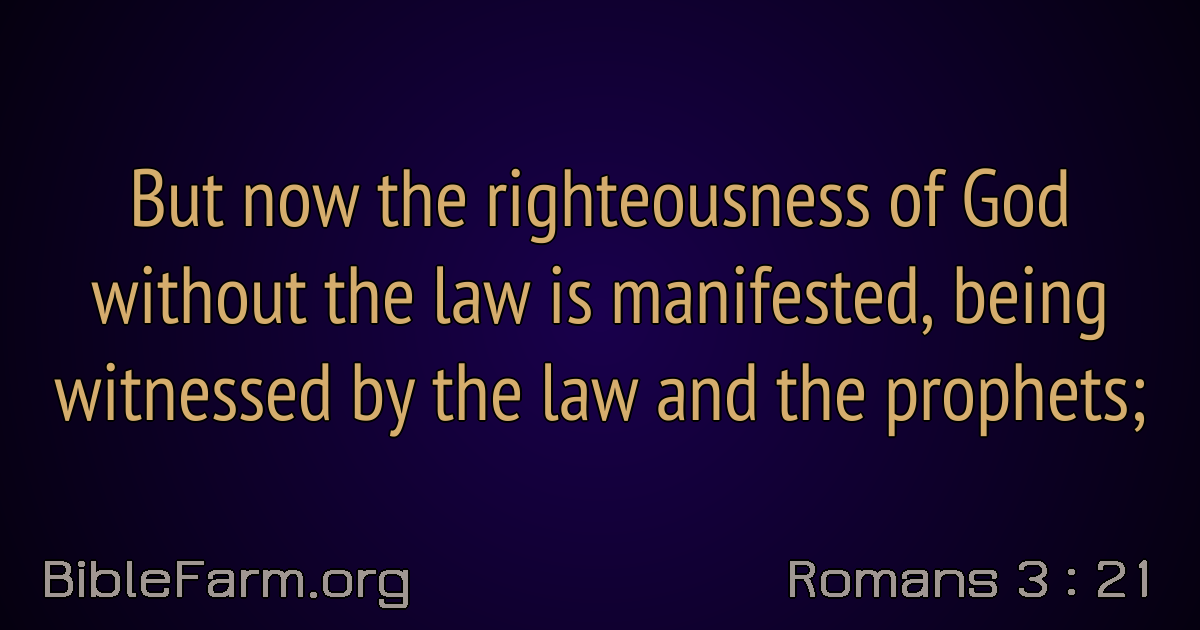 But now the righteousness of God
without the law is manifested, being
witnessed by the law and the prophets;
BibleFarm.org
Romans 3 : 21